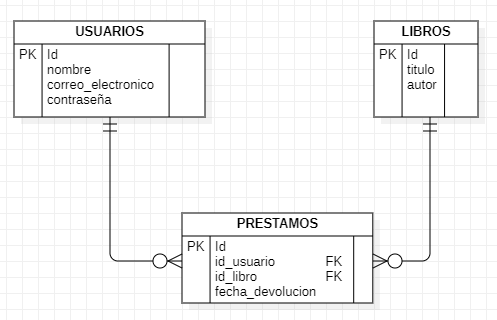 USUARIOS
PK Id
nombre
correo_electronico
contraseña
LIBROS
PK Id
titulo
autor
PRESTAMOS
PK Id
id_usuario FK
id_libro FK
fecha_devolucion